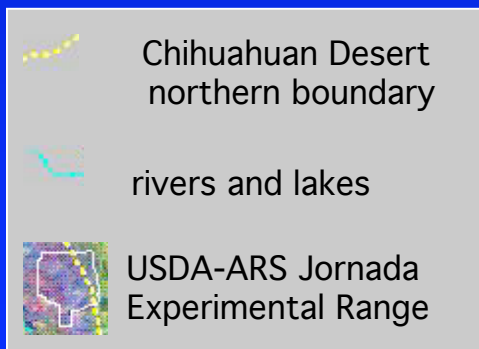 Chihuahuan Desert
northern boundary
rivers and lakes
USDA-ARS Jornada
Experimental Range